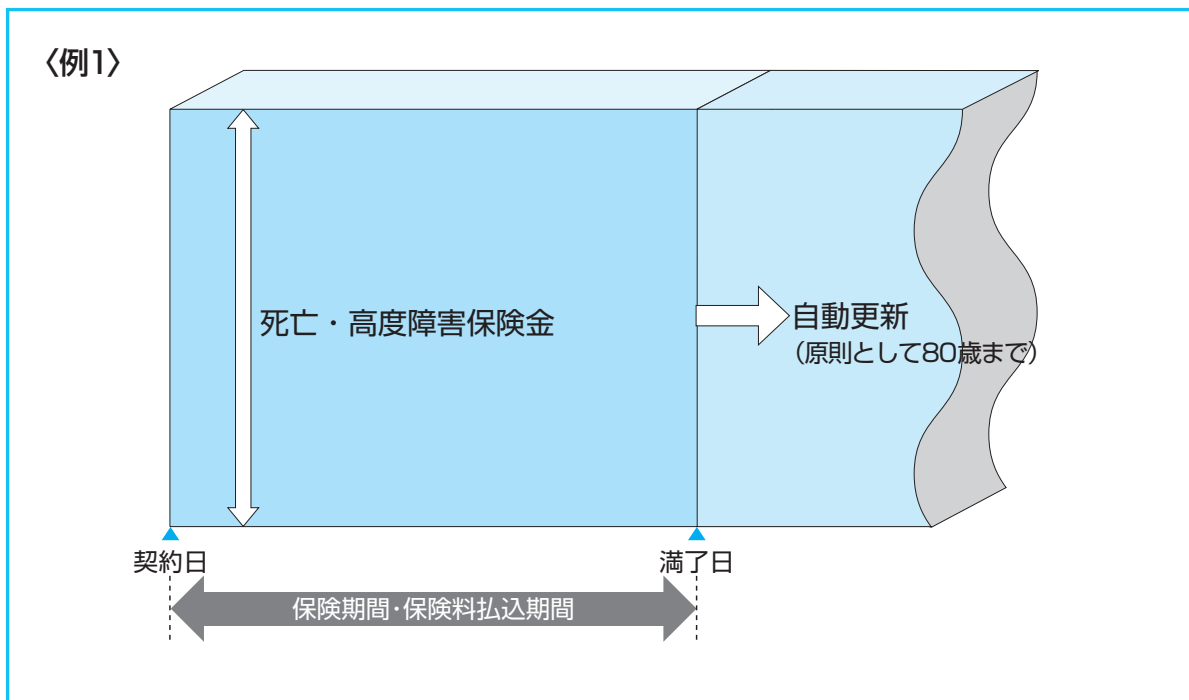 〈例1〉
死亡・高度障害保険金
自動更新
（原則として80歳まで）
契約日
満了日
保険期間・保険料払込期間